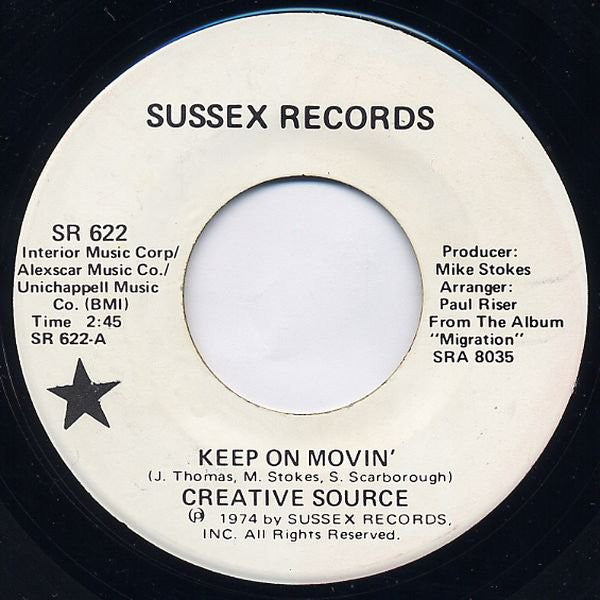 SUSSEX RECORDS
SR 622
Interior Music Corp/
Alexscar Music Co./
Unichappell Music
Co. (BMI)
Time 2:45
SR 622-A
Producer:
Mike Stokes
Arranger:
Paul Riser
From The Album
"Migration"
SRA 8035
KEEP ON MOVIN'
(J. Thomas, M. Stokes, S. Scarborough)
CREATIVE SOURCE
℗ 1974 by SUSSEX RECORDS,
INC. All Rights Reserved.